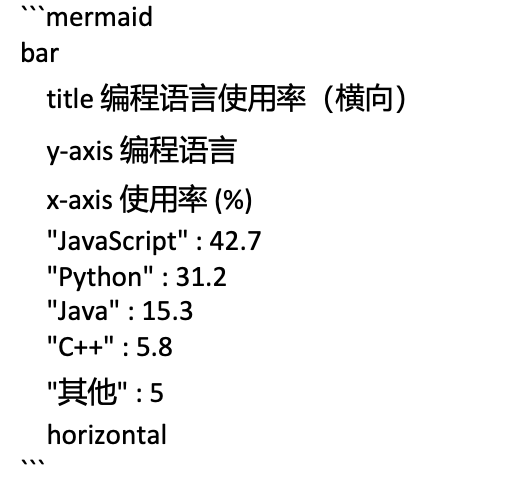 ```mermaid
bar
title 编程语言使用率（横向）
y-axis 编程语言
x-axis 使用率 (%)
"JavaScript" : 42.7
"Python" : 31.2
"Java" : 15.3
"C++" : 5.8
"其他" : 5
horizontal
```